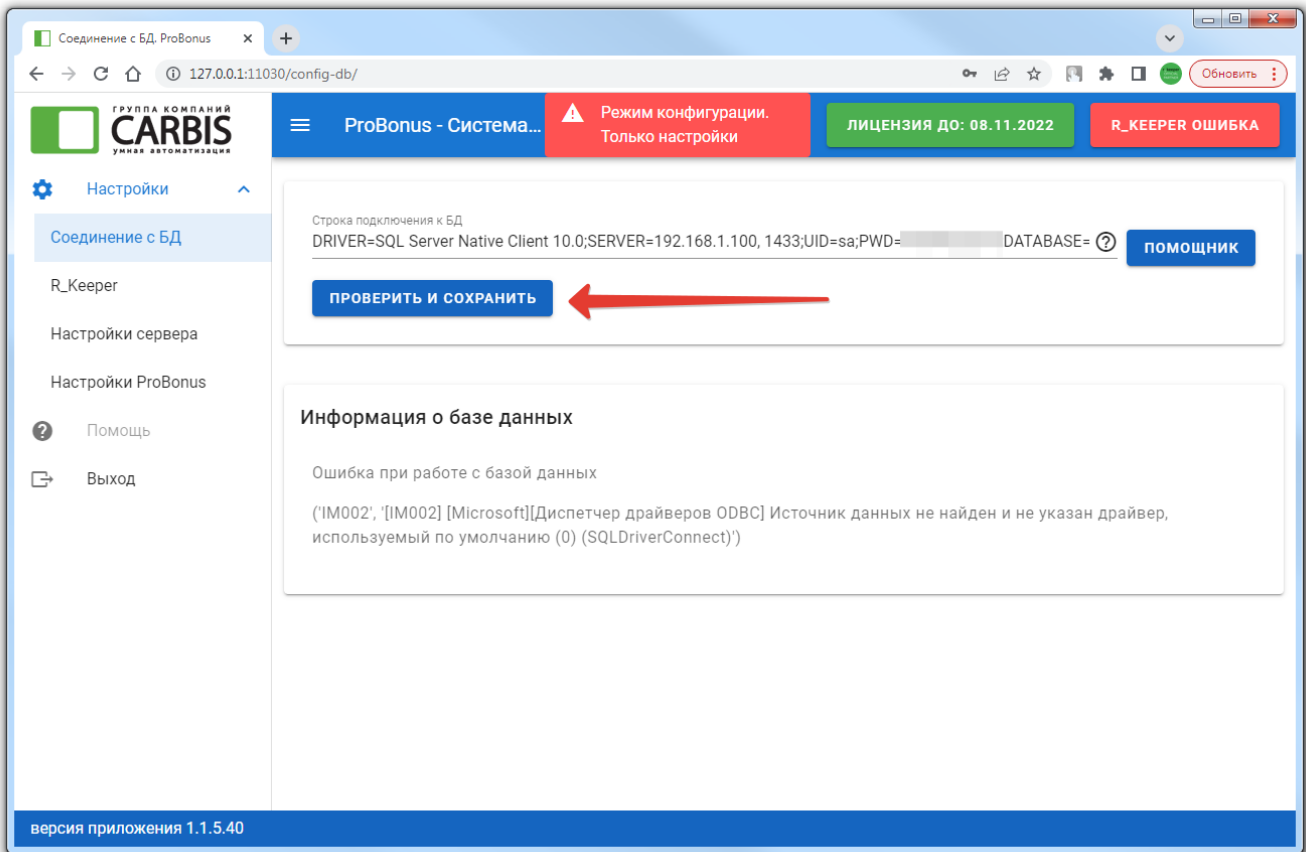 Соединение с БД. ProBonus
127.0.0.1:11030/config-db/
Обновить
ГРУППА КОМПАНИЙ
CARBIS
умная автоматизация
ProBonus - Система...
Режим конфигурации.
Только настройки
ЛИЦЕНЗИЯ ДО: 08.11.2022
R_KEEPER ОШИБКА
Настройки
Соединение с БД
R_Keeper
Настройки сервера
Настройки ProBonus
Помощь
Выход
Строка подключения к БД
DRIVER=SQL Server Native Client 10.0;SERVER=192.168.1.100, 1433;UID=sa;PWD= DATABASE=
ПОМОЩНИК
ПРОВЕРИТЬ И СОХРАНИТЬ
Информация о базе данных
Ошибка при работе с базой данных
('IM002', '[IM002] [Microsoft][Диспетчер драйверов ODBC] Источник данных не найден и не указан драйвер,
используемый по умолчанию (0) (SQLDriverConnect)')
версия приложения 1.1.5.40